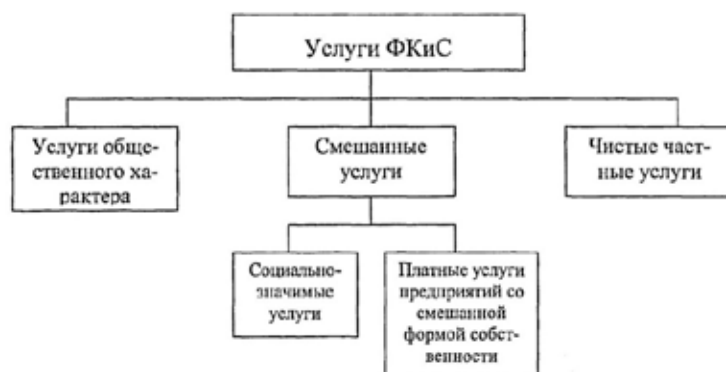 Услуги ФКиС
Услуги обще-
ственного ха-
рактера
Смешанные
услуги
Чистые част-
ные услуги
Социально-
значимые
услуги
Платные услуги
предприятий со
смешанной
формой собст-
венности